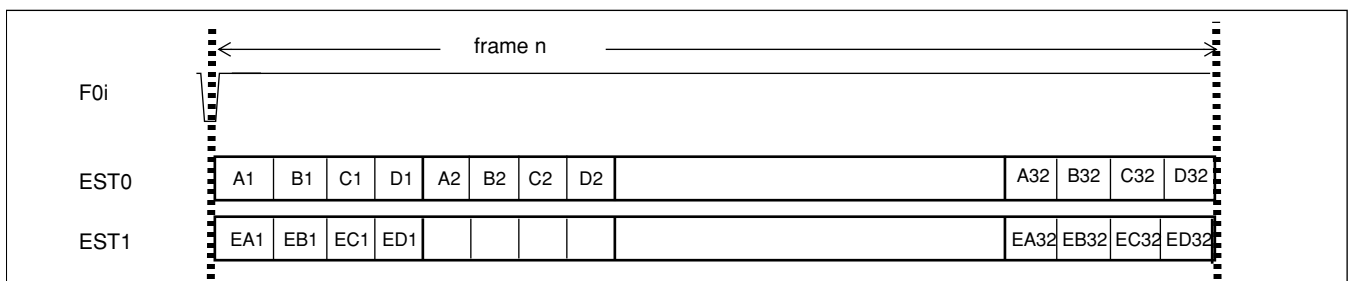 frame n
F0i
EST0 A1 B1 C1 D1 A2 B2 C2 D2 A32 B32 C32 D32
EST1 EA1 EB1 EC1 ED1 EA32 EB32 EC32 ED32